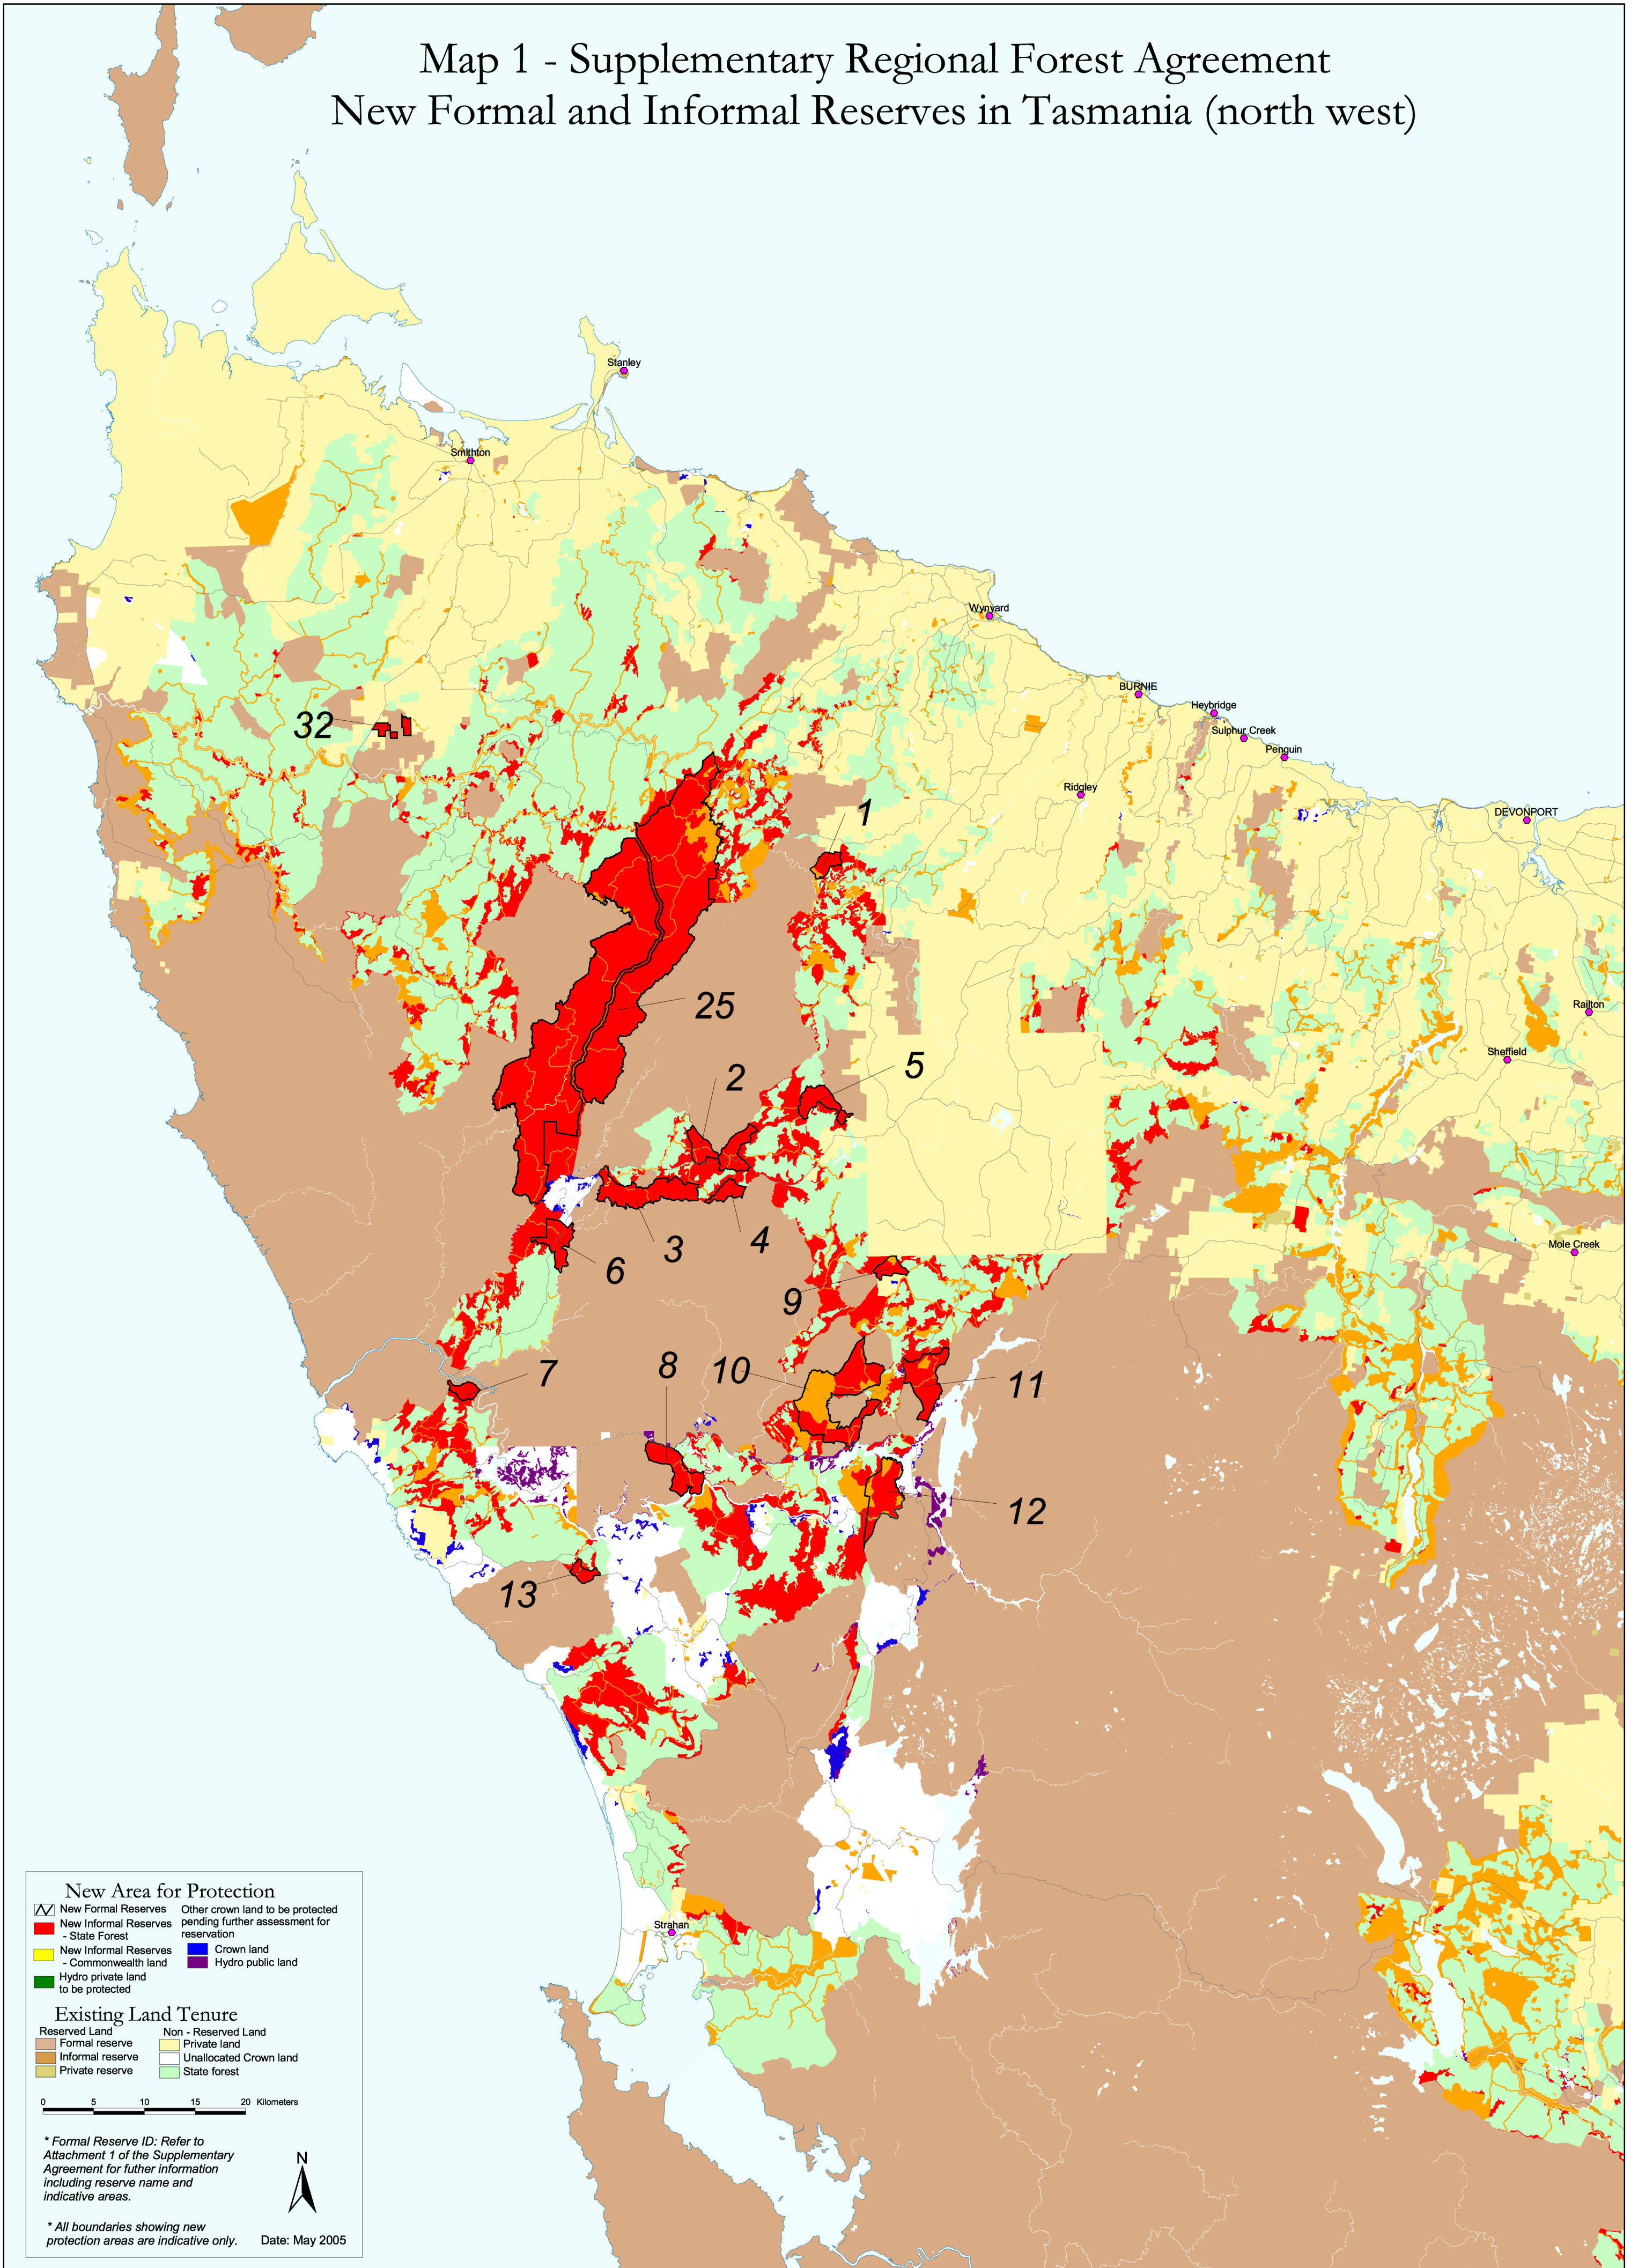 Map 1 - Supplementary Regional Forest Agreement
New Formal and Informal Reserves in Tasmania (north west)
Stanley
Smithton
Wynyard
BURNIE
Heybridge
Sulphur Creek
Penguin
32
Ridgley
1
DEVONPORT
25
Railton
2
5
Sheffield
3
4
Mole Creek
6
9
7
8
10
11
12
13
Strahan
New Area for Protection
New Formal Reserves
New Informal Reserves
- State Forest
New Informal Reserves
- Commonwealth land
Hydro private land
to be protected
Other crown land to be protected
pending further assessment for
reservation
Crown land
Hydro public land
Existing Land Tenure
Reserved Land
Formal reserve
Informal reserve
Private reserve
Non - Reserved Land
Private land
Unallocated Crown land
State forest
0 5 10 15 20 Kilometers
* Formal Reserve ID: Refer to
Attachment 1 of the Supplementary
Agreement for futher information
including reserve name and
indicative areas.
N
* All boundaries showing new
protection areas are indicative only.
Date: May 2005